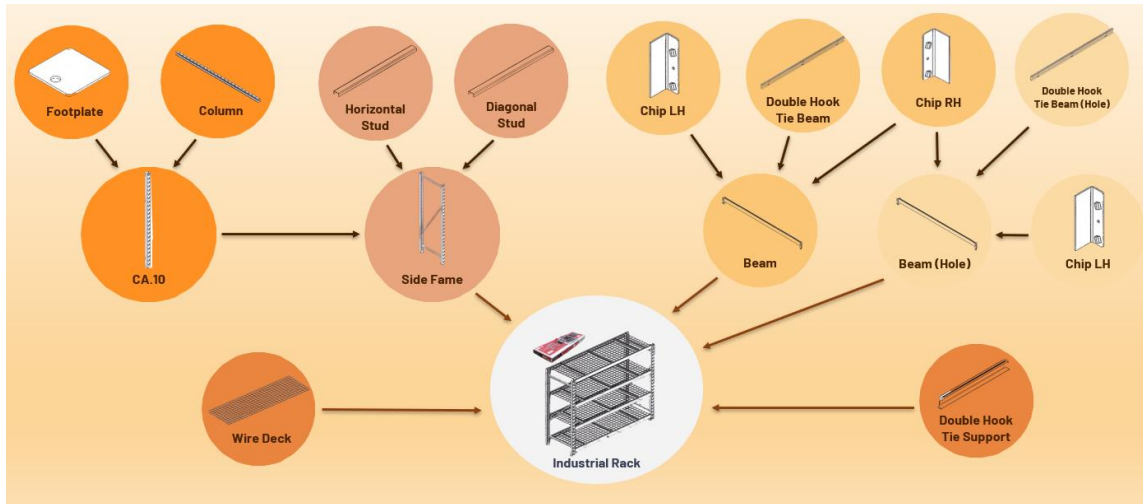 Footplate
Column
Horizontal
Stud
Diagonal
Stud
Chip LH
Double Hook
Tie Beam
Chip RH
Double Hook
Tie Beam (Hole)
CA.10
Side Fame
Beam
Beam (Hole)
Chip LH
Wire Deck
Industrial Rack
Double Hook
Tie Support